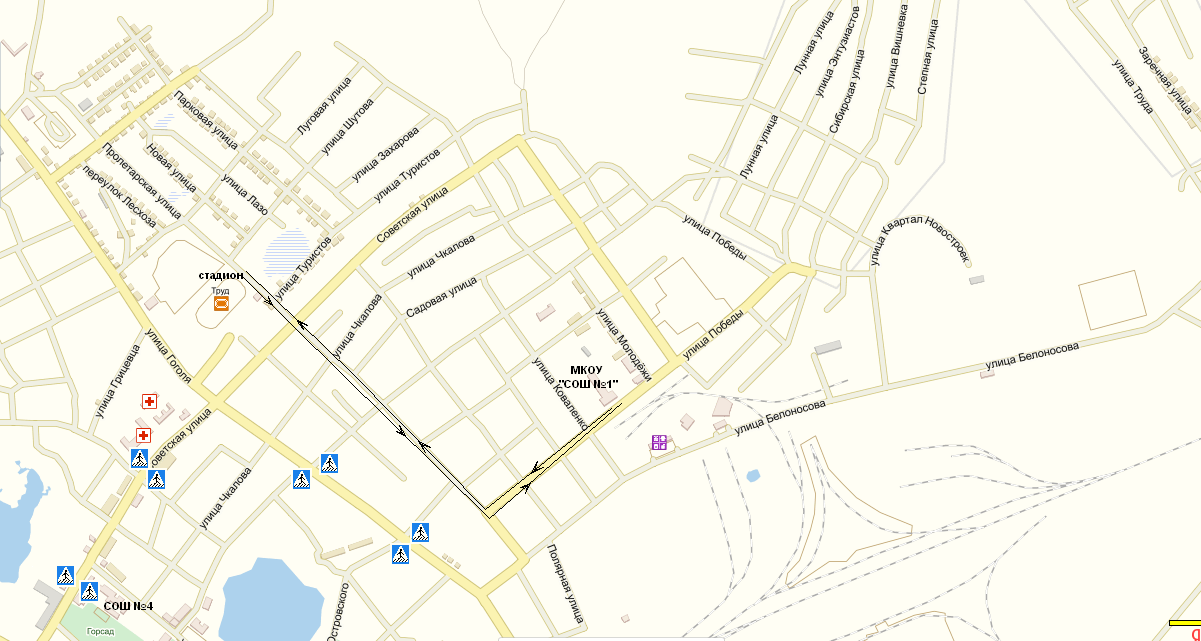 Лунная улица
улица Энтузиастов
Сибирская улица
улица Вишневка
Степная улица
Заречная улица
улица Труда
Парковая улица
Луговая улица
улица Шутова
улица Захарова
улица Туристов
Лунная улица
Пролетарская улица
Новая улица
переулок Лесхоза
улица Лазо
Советская улица
улица Победы
улица Квартал Новостроек
улица Чкалова
улица Туристов
стадион
Труд
Садовая улица
улица Чкалова
улица Молодёжи
улица Победы
улица Гоголя
улица Грицевца
улица Белоносова
МКОУ
"СОШ №1"
улица Коваленко
улица Белоносова
оветская улица
улица Чкалова
Полярная улица
Островского
СОШ №4
Горсад